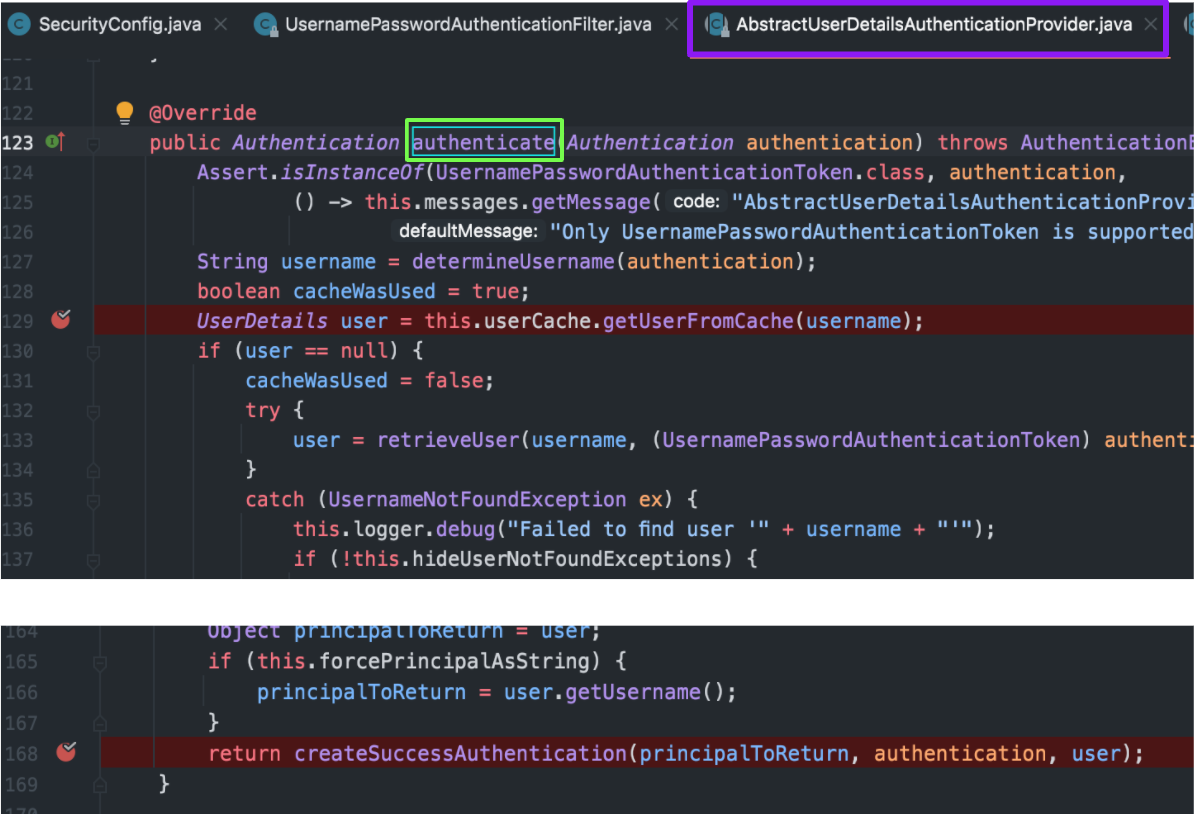 SecurityConfig.java UsernamePasswordAuthenticationFilter.java AbstractUserDetailsAuthenticationProvider.java
121
122 @Override
123 public Authentication authenticate(Authentication authentication) throws AuthenticationE
124 Assert.isInstanceOf(UsernamePasswordAuthenticationToken.class, authentication,
125 () -> this.messages.getMessage( code: "AbstractUserDetailsAuthenticationProvi
126 defaultMessage: "Only UsernamePasswordAuthenticationToken is supported
127 String username = determineUsername(authentication);
128 boolean cacheWasUsed = true;
129 UserDetails user = this.userCache.getUserFromCache(username);
130 if (user == null) {
131 cacheWasUsed = false;
132 try {
133 user = retrieveUser(username, (UsernamePasswordAuthenticationToken) authenti
134 }
135 catch (UsernameNotFoundException ex) {
136 this.logger.debug("Failed to find user '" + username + "'");
137 if (!this.hideUserNotFoundExceptions) {
164 Object principalToReturn = user;
165 if (this.forcePrincipalAsString) {
166 principalToReturn = user.getUsername();
167 }
168 return createSuccessAuthentication(principalToReturn, authentication, user);
169 }